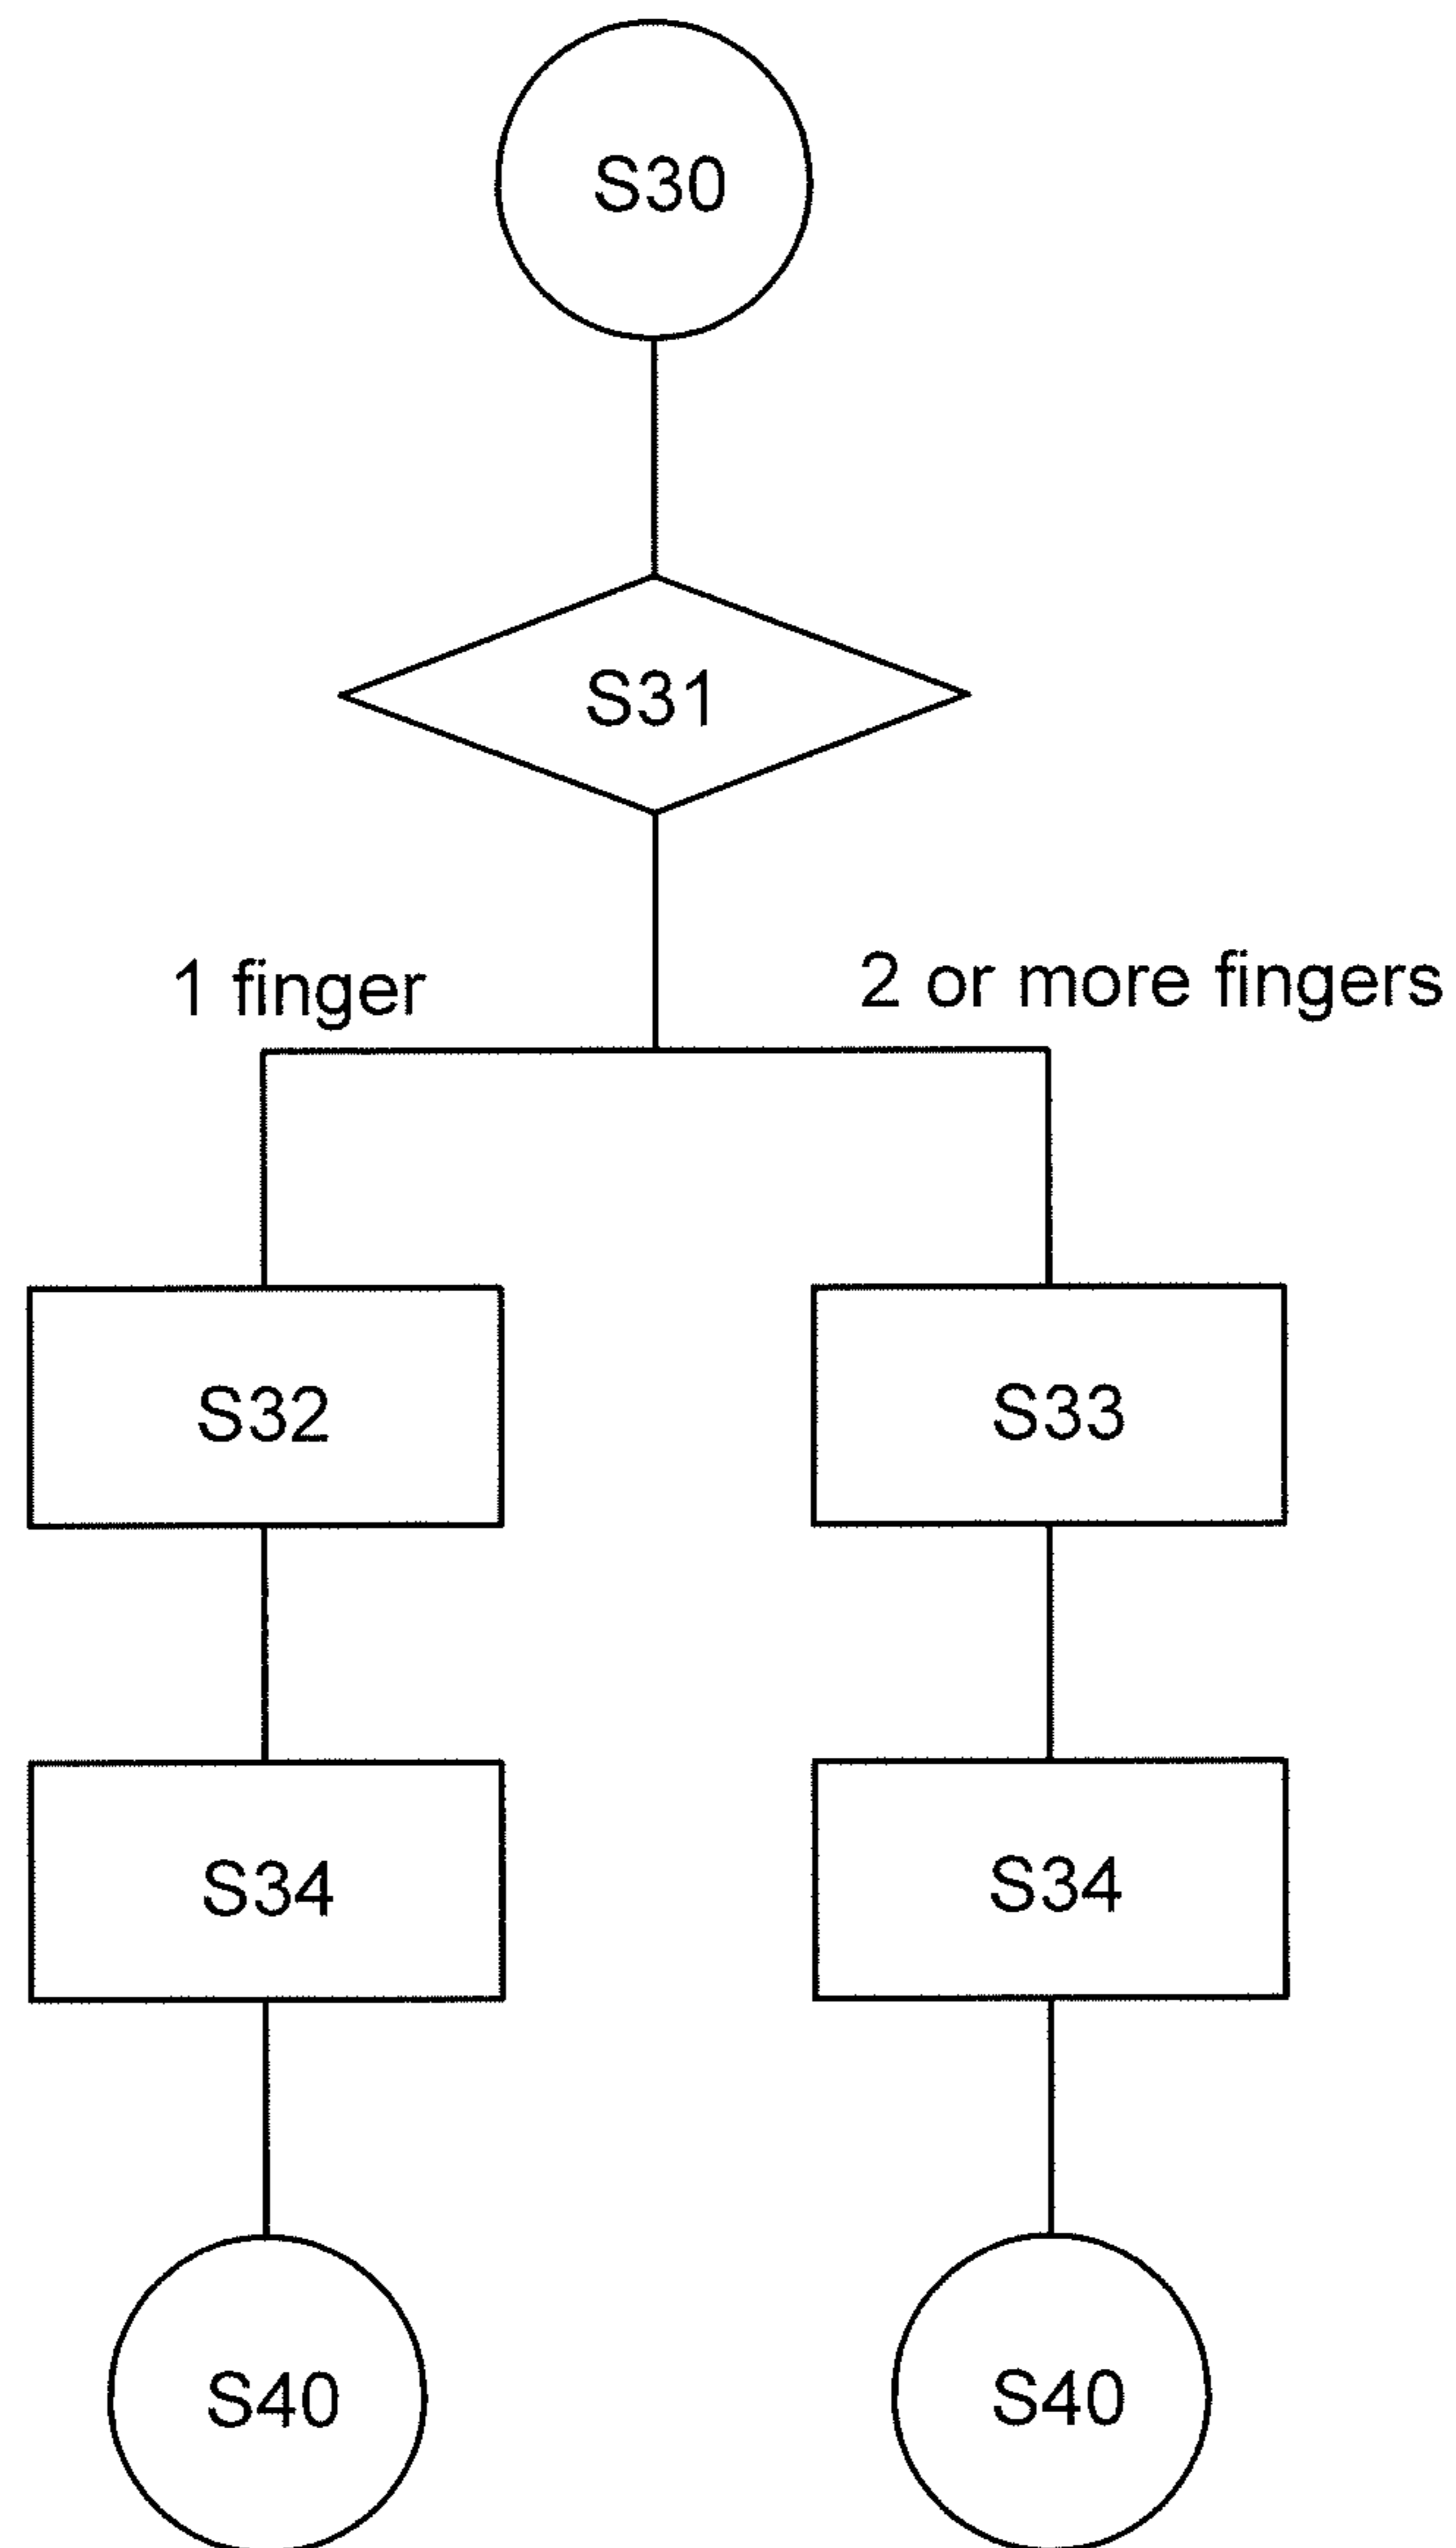 S30
S31
1 finger
2 or more fingers
S32
S33
S34
S34
S40
S40